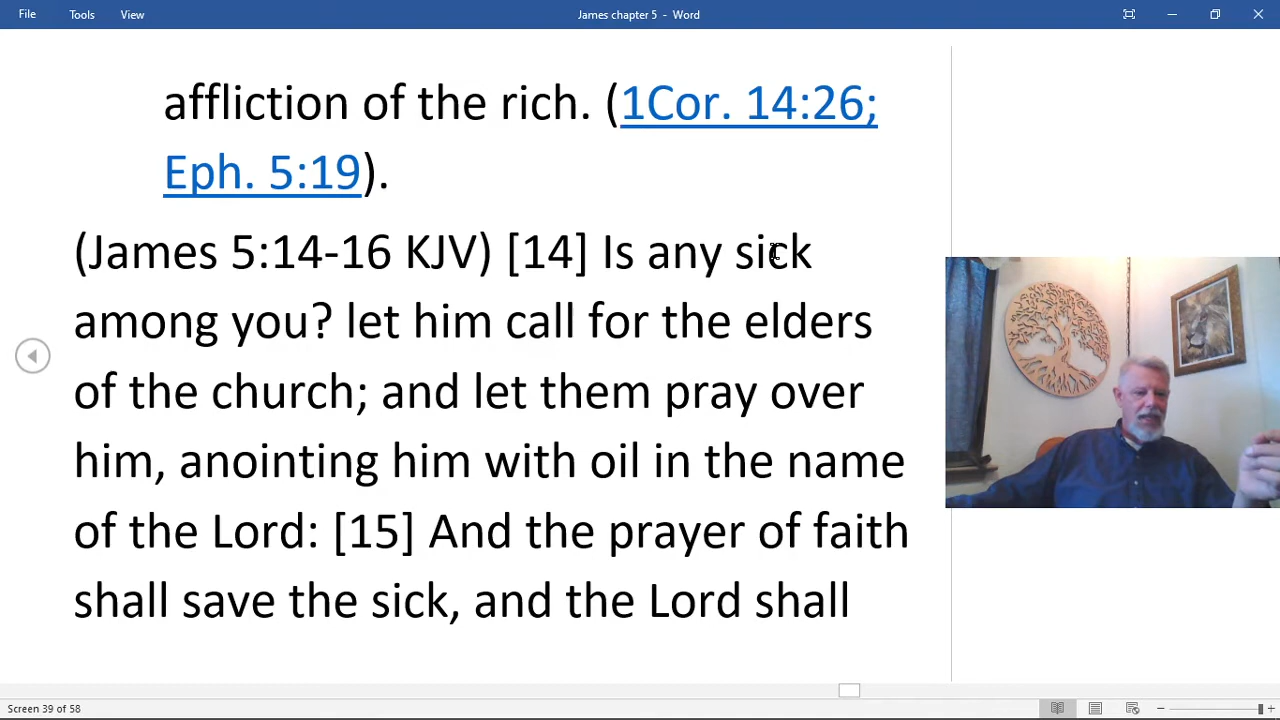 File Tools View James chapter 5 - Word
affliction of the rich. (1Cor. 14:26;
Eph. 5:19).
(James 5:14-16 KJV) [14] Is any sick
among you? let him call for the elders
of the church; and let them pray over
him, anointing him with oil in the name
of the Lord: [15] And the prayer of faith
shall save the sick, and the Lord shall
Screen 39 of 58